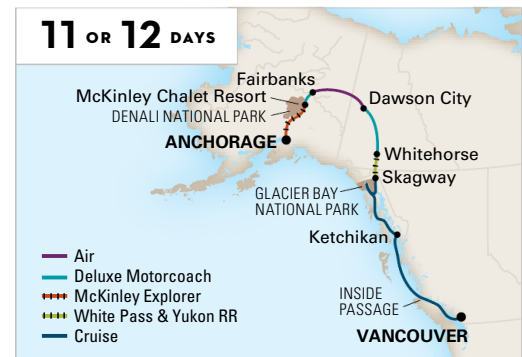 11 OR 12 DAYS
Fairbanks
McKinley Chalet Resort
Dawson City
DENALI NATIONAL PARK
ANCHORAGE
Whitehorse
Skagway
GLACIER BAY
NATIONAL PARK
Ketchikan
Air
Deluxe Motorcoach
McKinley Explorer
White Pass & Yukon RR
Cruise
INSIDE
PASSAGE
VANCOUVER